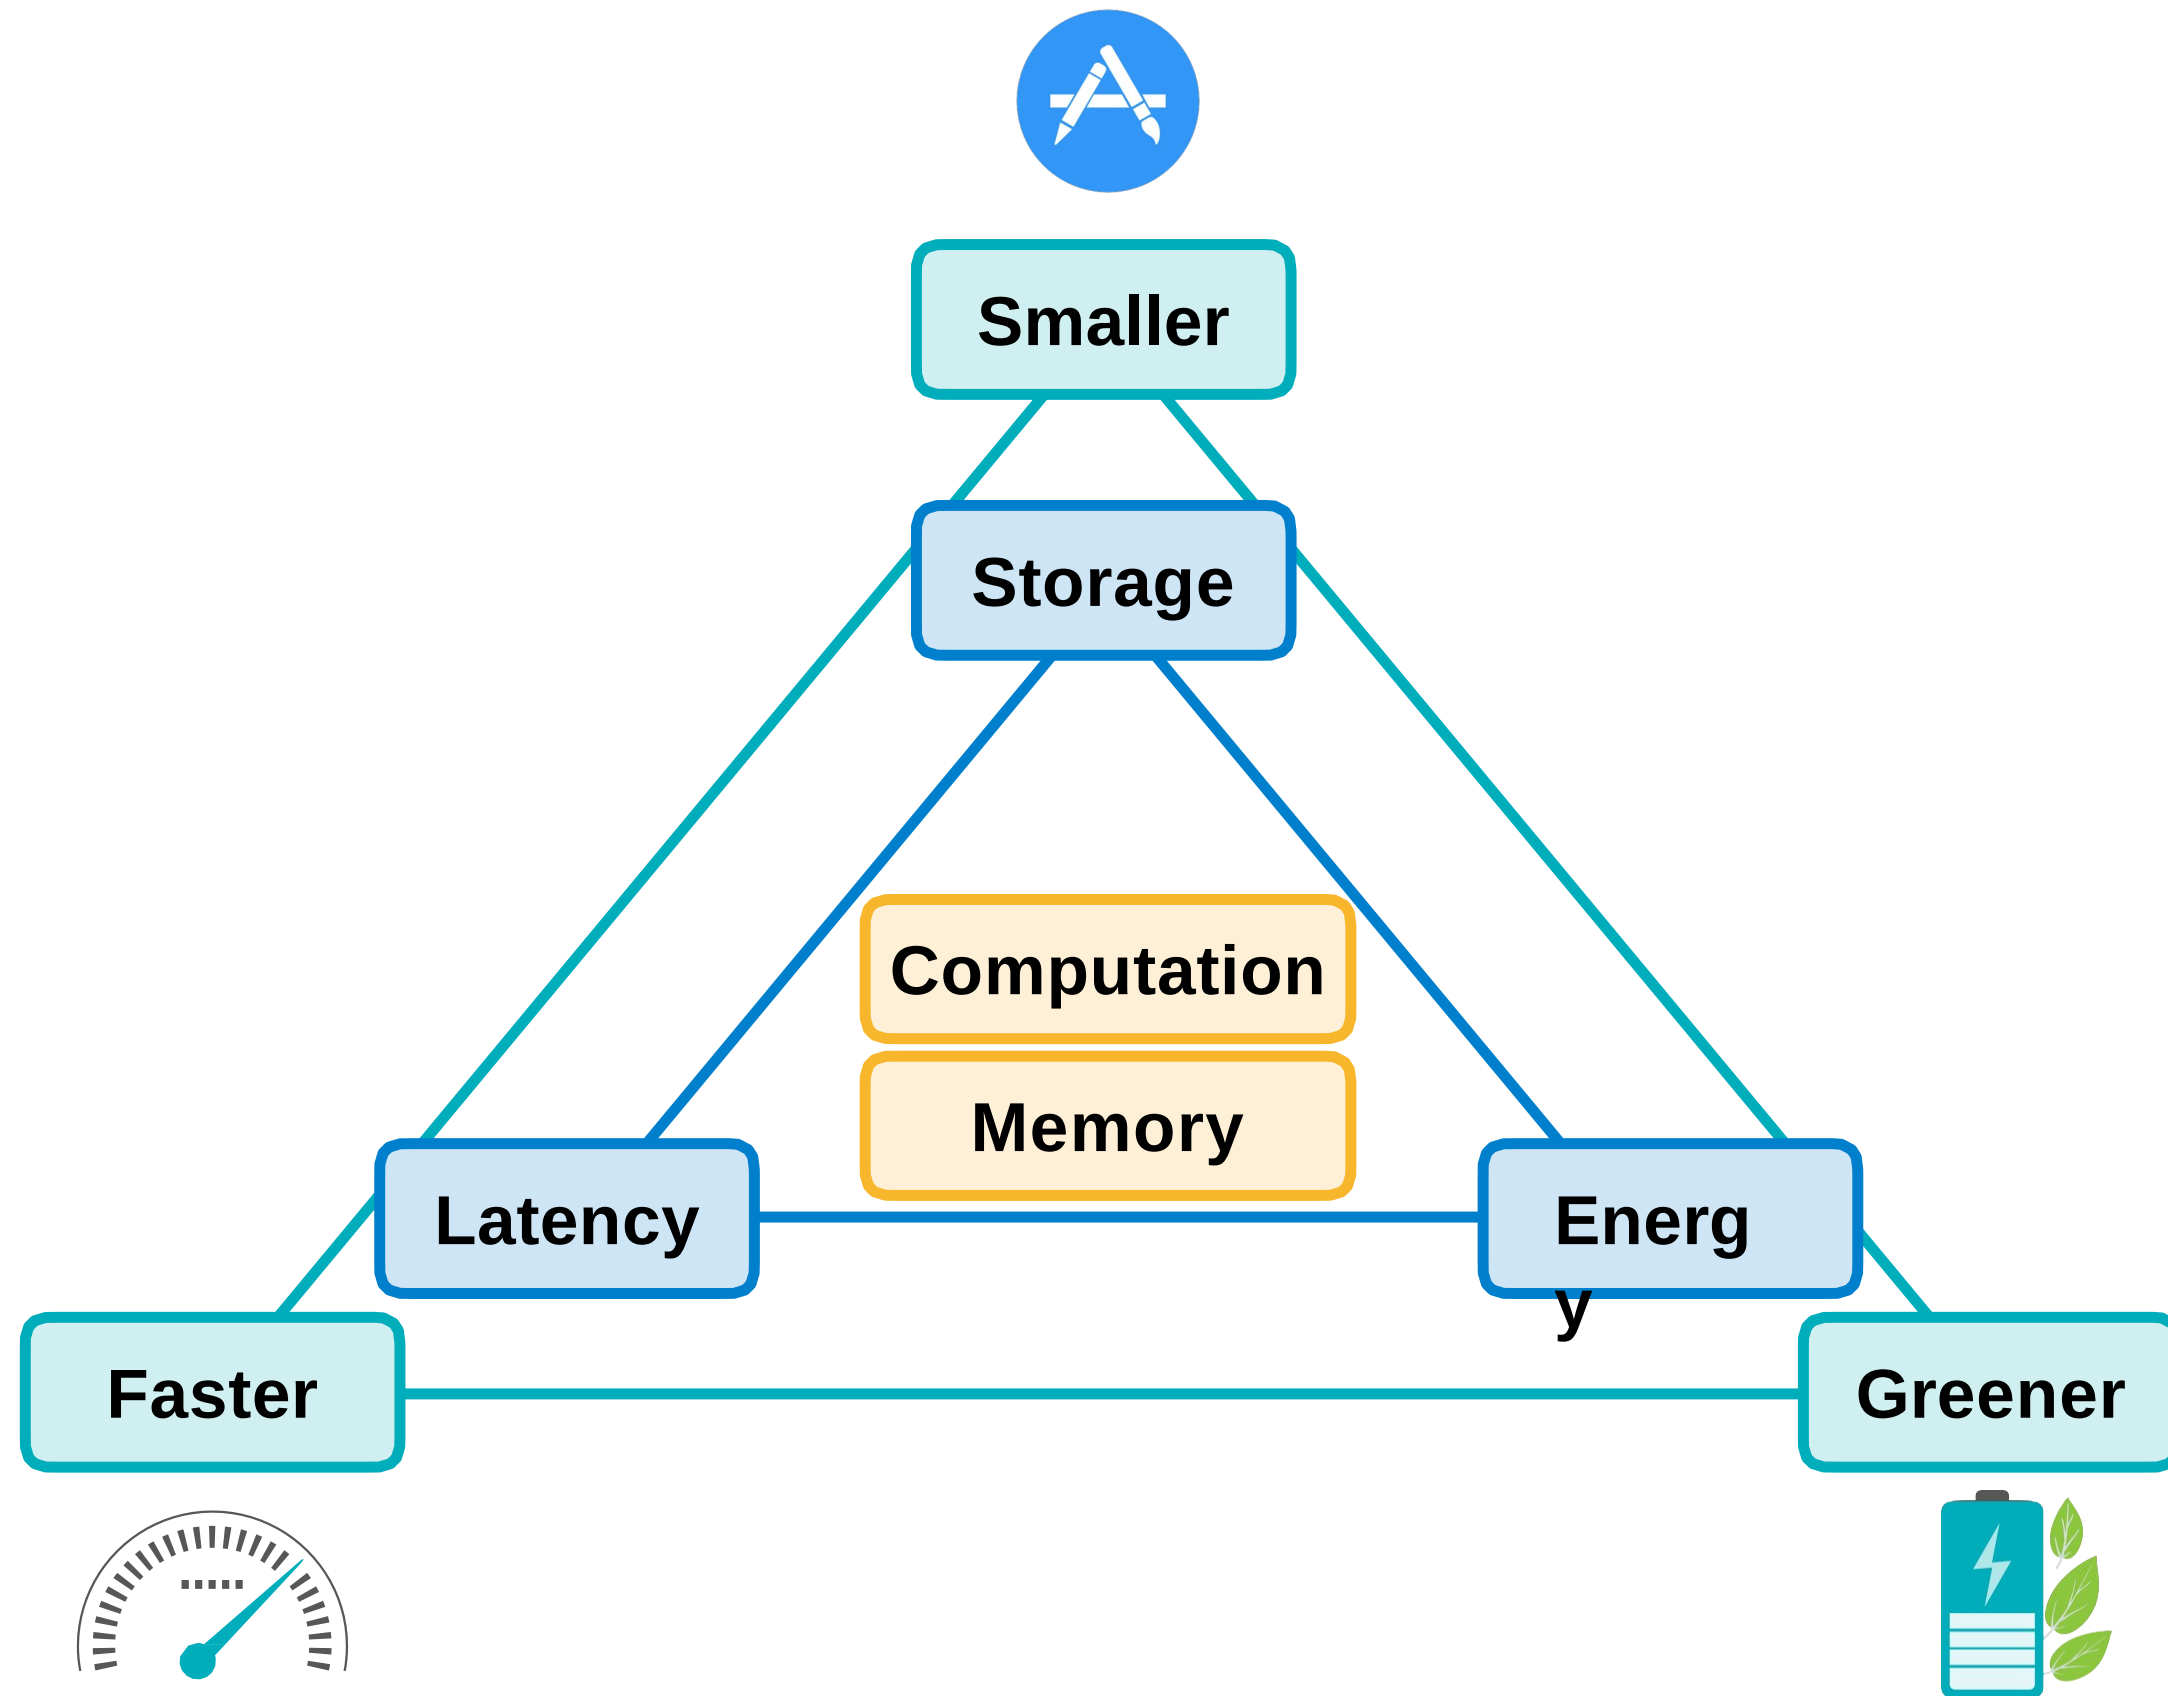 Smaller
Storage
Computation
Memory
Latency
Energ
y
Faster
Greener